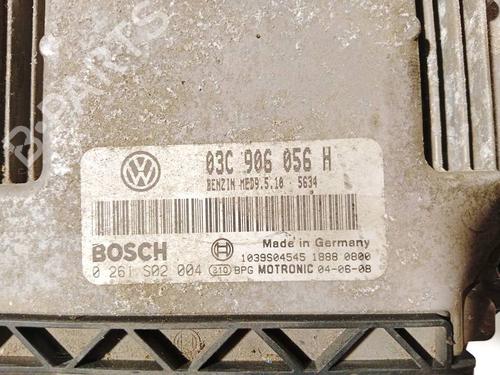 B-PARTS
03C 906 056 H
BENZIN MED9.5.10 5634
BOSCH
Made in Germany
1039S04545 1888 0800
0 261 S02 004 310 BPG MOTRONIC 04-06-08